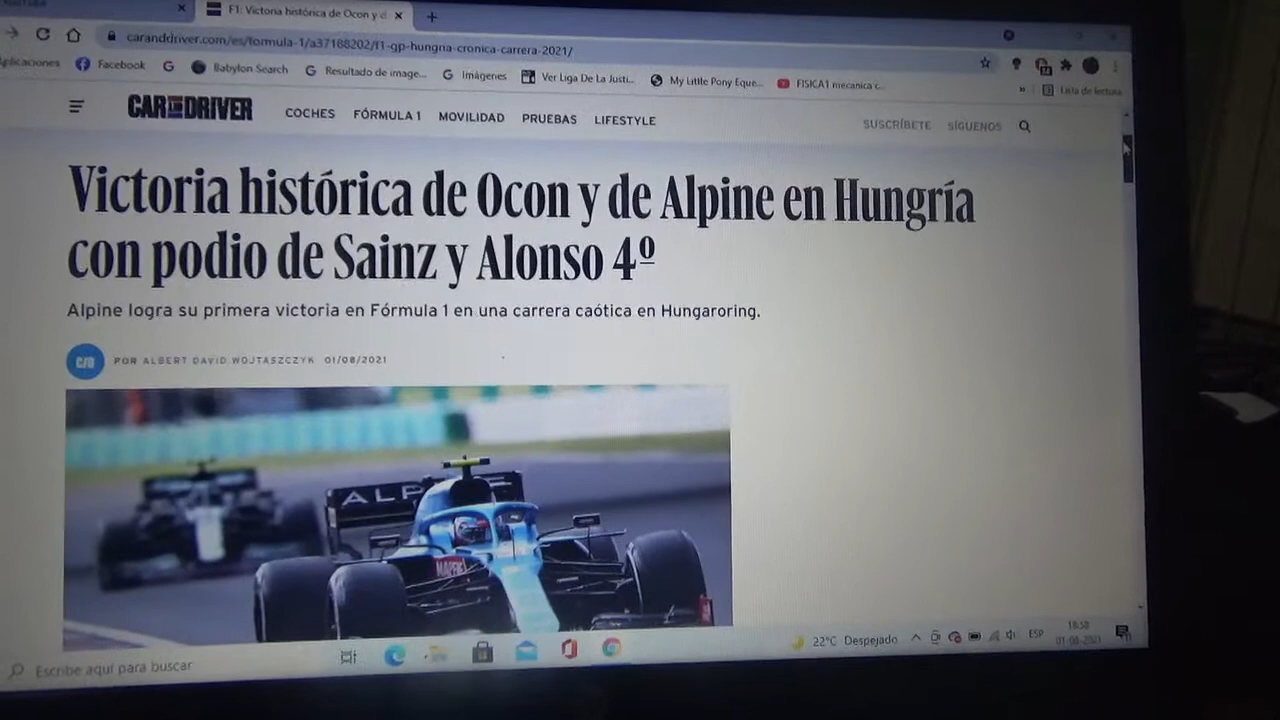 F1: Victoria histórica de Ocon y d
caranddriver.com/es/formula-1/a37188202/f1-gp-hungria-cronica-carrera-2021/
Aplicaciones Facebook Babylon Search Resultado de image... Imágenes Ver Liga De La Justi... My Little Pony Eque... FISICA1 mecanica c... » Lista de lectura
CAR AND DRIVER COCHES FÓRMULA 1 MOVILIDAD PRUEBAS LIFESTYLE SUSCRÍBETE SÍGUENOS
Victoria histórica de Ocon y de Alpine en Hungría
con podio de Sainz y Alonso 4º
Alpine logra su primera victoria en Fórmula 1 en una carrera caótica en Hungaroring.
C/D POR ALBERT DAVID WOJTASZCZYK 01/08/2021
ALP
MAPFRE
Escribe aquí para buscar 22°C Despejado ESP 18:58